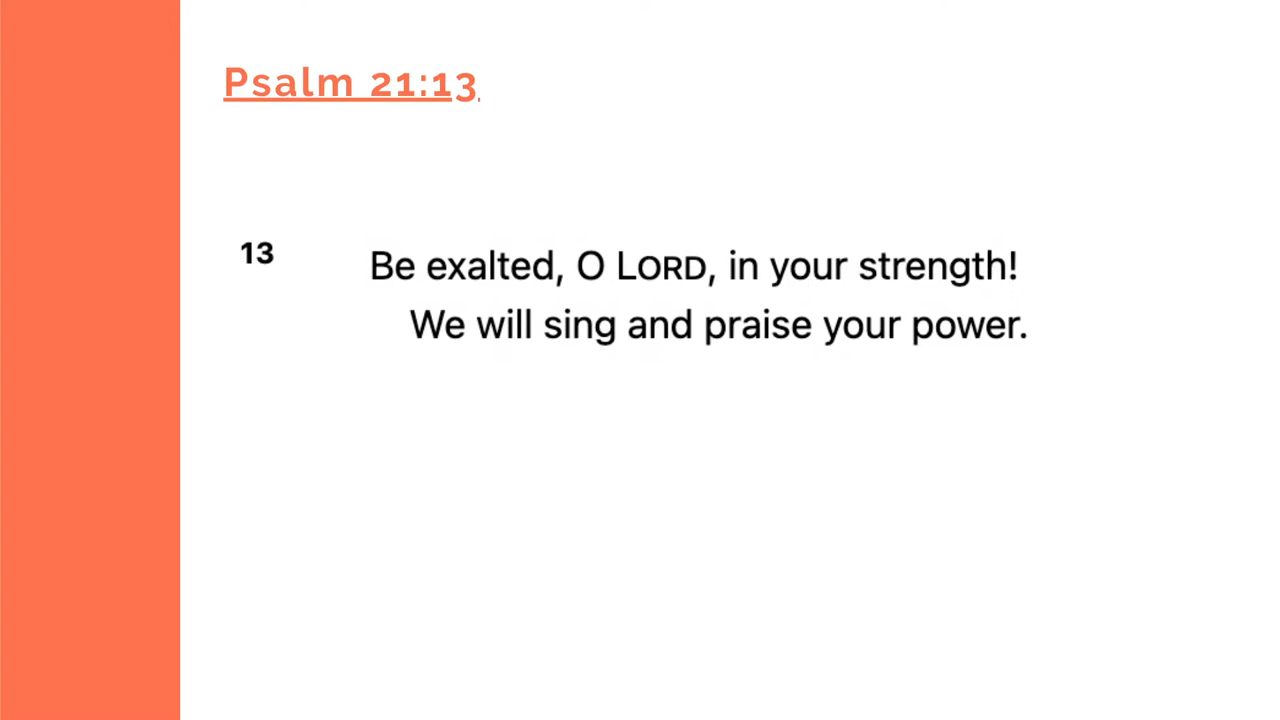 Psalm 21:13
13 Be exalted, O LORD, in your strength!
We will sing and praise your power.